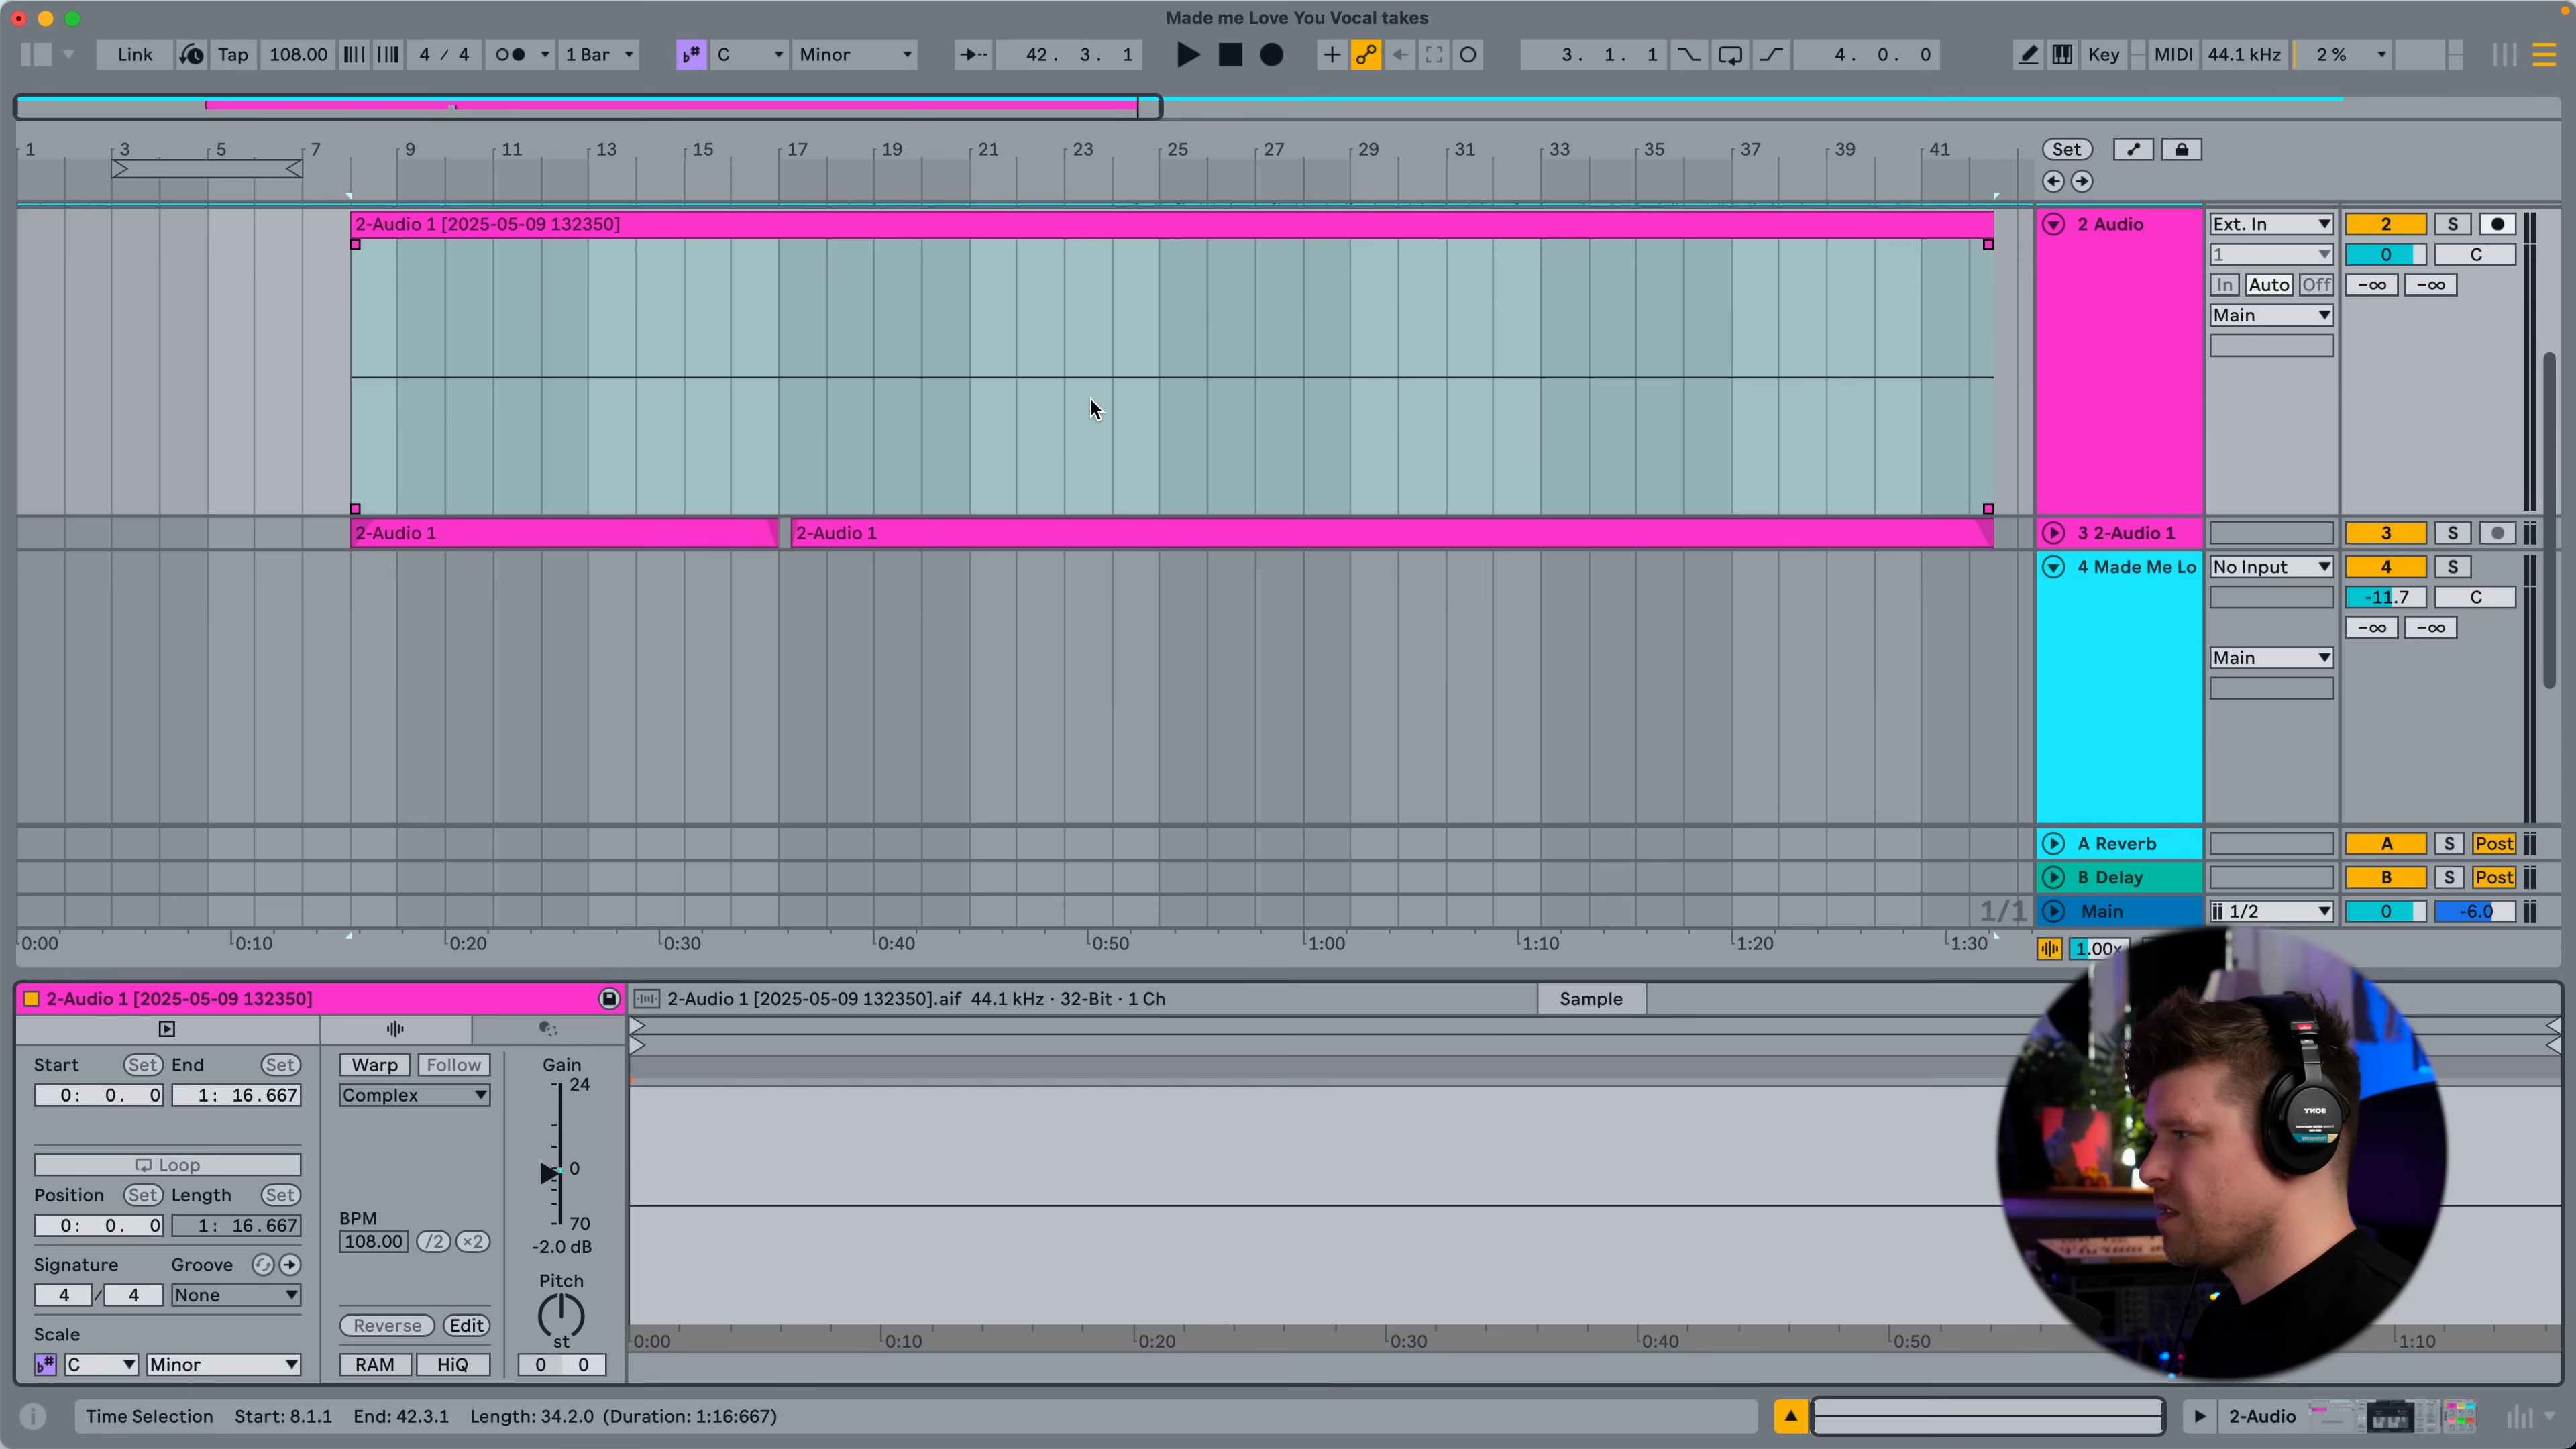 Made me Love You Vocal takes
Link Tap 108.00 4 / 4 1 Bar C Minor 42. 3. 1 3. 1. 1 4. 0. 0 Key MIDI 44.1 kHz 2 %
1 3 5 7 9 11 13 15 17 19 21 23 25 27 29 31 33 35 37 39 41 Set
2-Audio 1 [2025-05-09 132350] 2 Audio Ext. In 2 S
1 0 C
In Auto Off -∞ -∞
Main
2-Audio 1 2-Audio 1 3 2-Audio 1 3 S
4 Made Me Lo No Input 4 S
-11.7 C
-∞ -∞
Main
A Reverb A S Post
B Delay B S Post
1/1 Main 1/2 0 -6.0
0:00 0:10 0:20 0:30 0:40 0:50 1:00 1:10 1:20 1:30 1.00x
2-Audio 1 [2025-05-09 132350] 2-Audio 1 [2025-05-09 132350].aif 44.1 kHz · 32-Bit · 1 Ch Sample
Start Set End Set Warp Follow Gain
0: 0. 0 1: 16.667 Complex 24
Loop 0
Position Set Length Set
0: 0. 0 1: 16.667 BPM 70
108.00 /2 ×2 -2.0 dB
Signature Groove Pitch
4 / 4 None
Reverse Edit st
Scale
C Minor RAM HiQ 0 0
0:00 0:10 0:20 0:30 0:40 0:50 1:10
SONY
Time Selection Start: 8.1.1 End: 42.3.1 Length: 34.2.0 (Duration: 1:16:667) 2-Audio